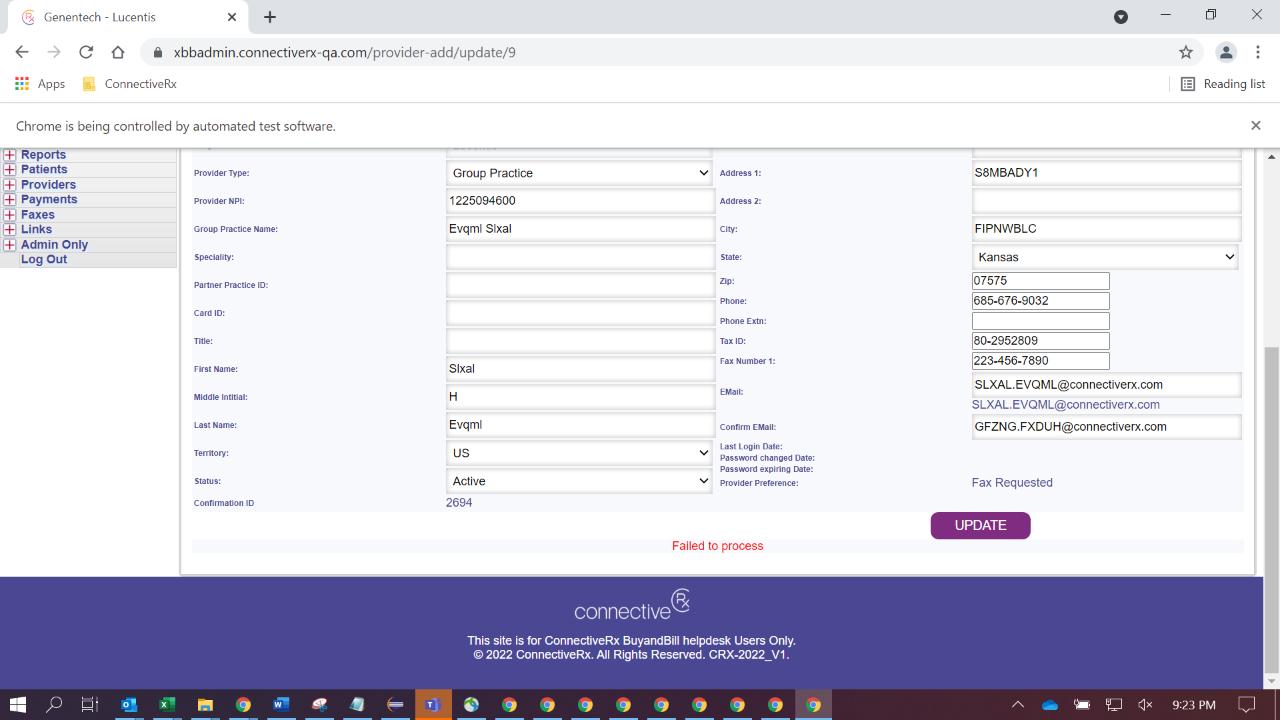 Genentech - Lucentis
xbbadmin.connectiverx-qa.com/provider-add/update/9
Apps ConnectiveRx Reading list
Chrome is being controlled by automated test software.
Reports
Patients
Providers
Payments
Faxes
Links
Admin Only
Log Out
Provider Type: Group Practice Address 1: S8MBADY1
Provider NPI: 1225094600 Address 2:
Group Practice Name: Evqml Slxal City: FIPNWBLC
Speciality: State: Kansas
Partner Practice ID: Zip: 07575
Phone: 685-676-9032
Card ID: Phone Extn:
Title: Tax ID: 80-2952809
First Name: Slxal Fax Number 1: 223-456-7890
Middle Intitial: H EMail: SLXAL.EVQML@connectiverx.com
SLXAL.EVQML@connectiverx.com
Last Name: Evqml Confirm EMail: GFZNG.FXDUH@connectiverx.com
Last Login Date:
Territory: US Password changed Date:
Password expiring Date:
Status: Active Provider Preference: Fax Requested
Confirmation ID 2694
UPDATE
Failed to process
connectiveRx
This site is for ConnectiveRx BuyandBill helpdesk Users Only.
© 2022 ConnectiveRx. All Rights Reserved. CRX-2022_V1.
9:23 PM